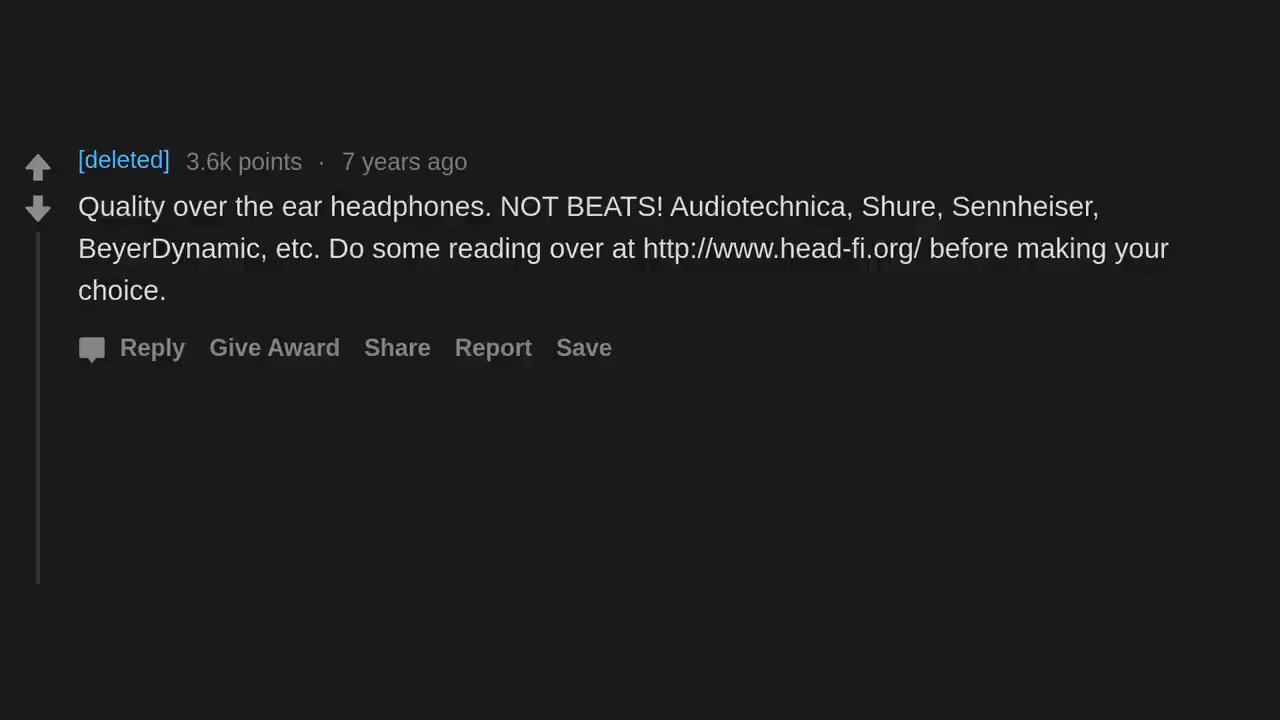 [deleted] 3.6k points · 7 years ago
Quality over the ear headphones. NOT BEATS! Audiotechnica, Shure, Sennheiser,
BeyerDynamic, etc. Do some reading over at http://www.head-fi.org/ before making your
choice.
Reply Give Award Share Report Save